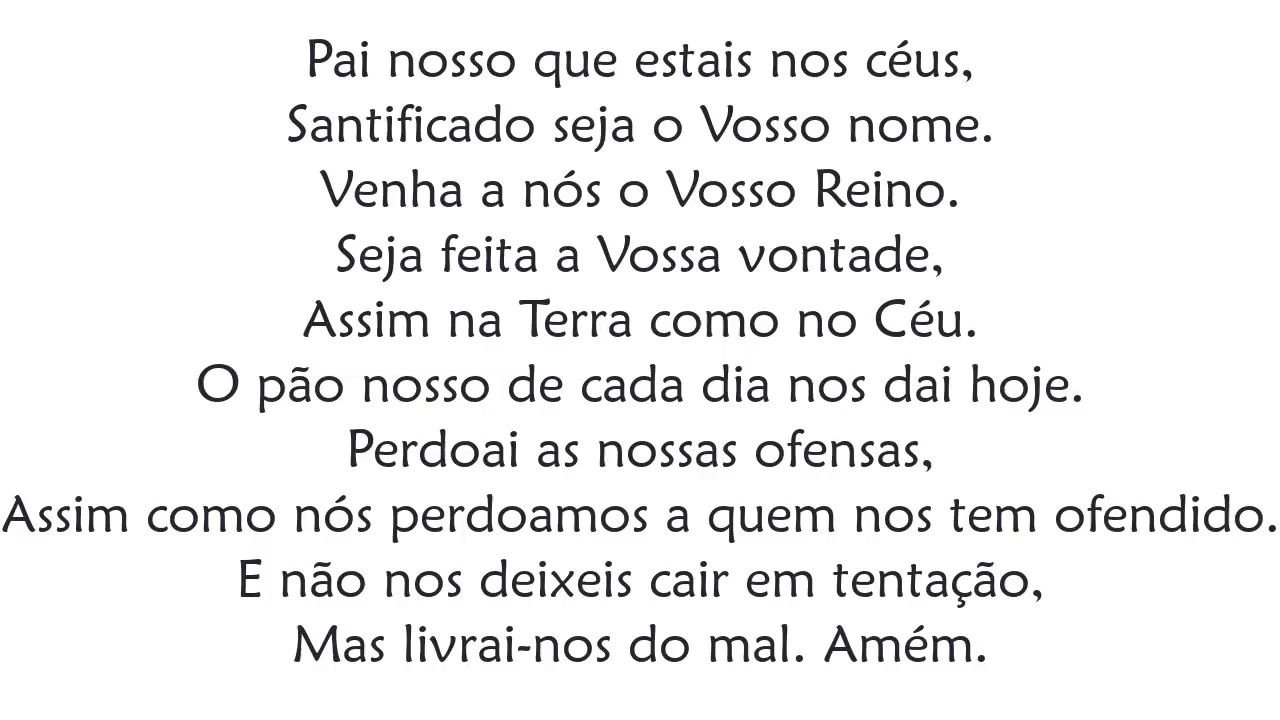 Pai nosso que estais nos céus,
Santificado seja o Vosso nome.
Venha a nós o Vosso Reino.
Seja feita a Vossa vontade,
Assim na Terra como no Céu.
O pão nosso de cada dia nos dai hoje.
Perdoai as nossas ofensas,
Assim como nós perdoamos a quem nos tem ofendido.
E não nos deixeis cair em tentação,
Mas livrai-nos do mal. Amém.